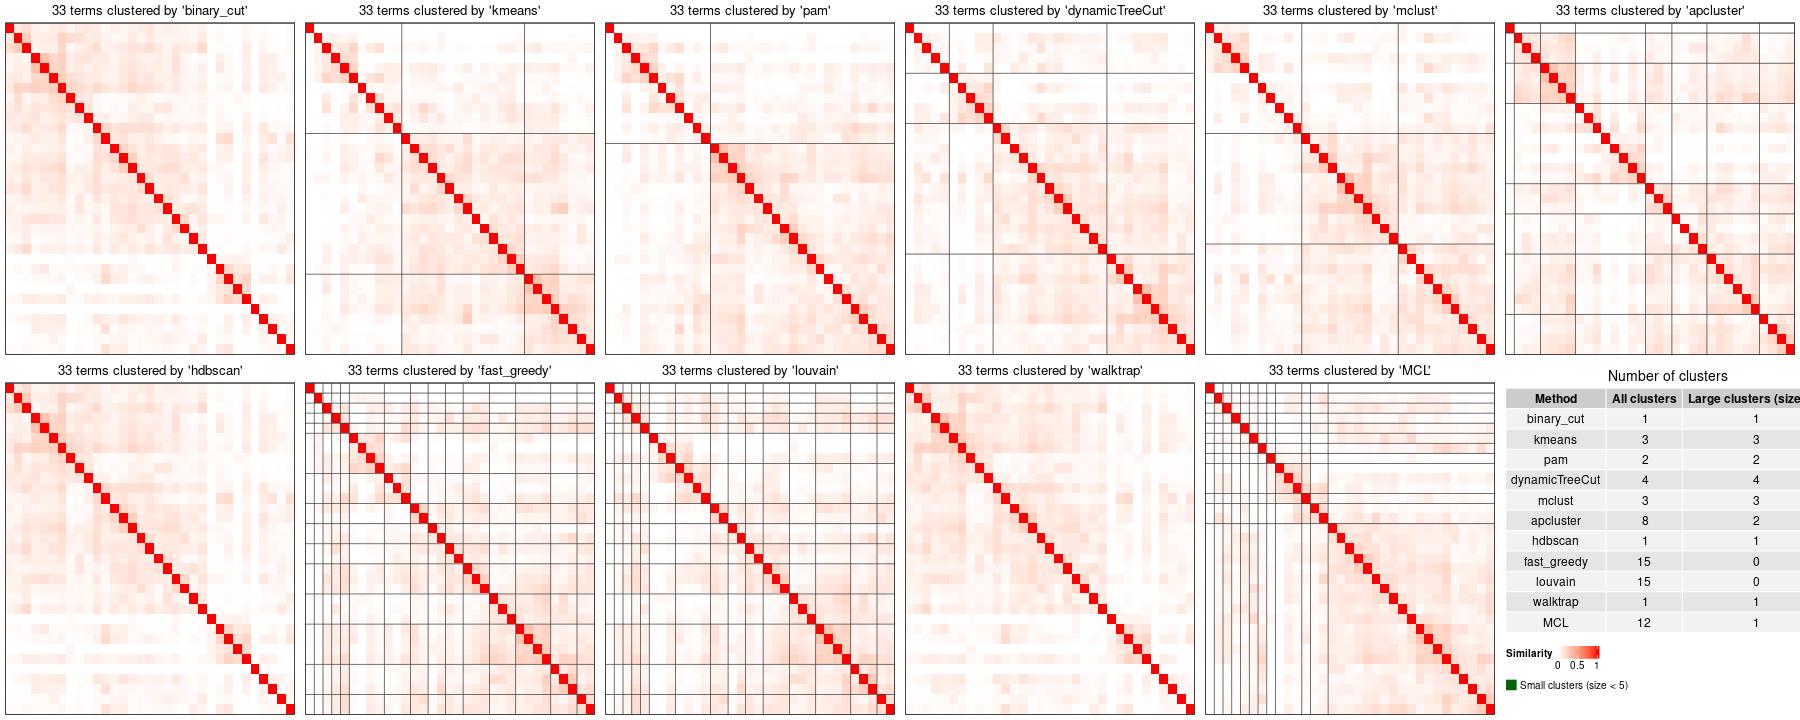 33 terms clustered by 'binary_cut'
33 terms clustered by 'kmeans'
33 terms clustered by 'pam'
33 terms clustered by 'dynamicTreeCut'
33 terms clustered by 'mclust'
33 terms clustered by 'apcluster'
33 terms clustered by 'hdbscan'
33 terms clustered by 'fast_greedy'
33 terms clustered by 'louvain'
33 terms clustered by 'walktrap'
33 terms clustered by 'MCL'
Number of clusters
Method All clusters Large clusters (size
binary_cut 1 1
kmeans 3 3
pam 2 2
dynamicTreeCut 4 4
mclust 3 3
apcluster 8 2
hdbscan 1 1
fast_greedy 15 0
louvain 15 0
walktrap 1 1
MCL 12 1
Similarity
0 0.5 1
Small clusters (size < 5)